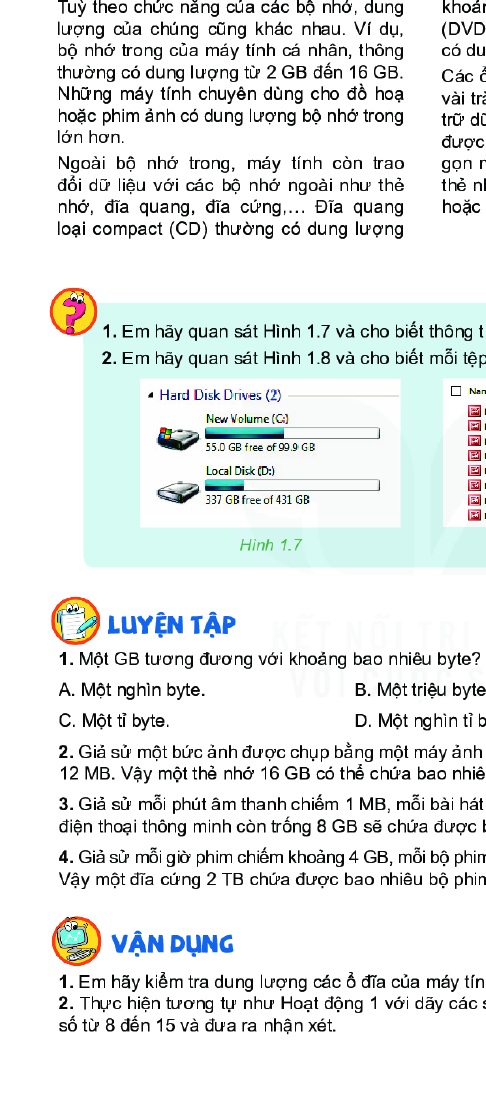 Tuỳ theo chức năng của các bộ nhớ, dung
lượng của chúng cũng khác nhau. Ví dụ,
bộ nhớ trong của máy tính cá nhân, thông
thường có dung lượng từ 2 GB đến 16 GB.
Những máy tính chuyên dùng cho đồ hoạ
hoặc phim ảnh có dung lượng bộ nhớ trong
lớn hơn.
Ngoài bộ nhớ trong, máy tính còn trao
đổi dữ liệu với các bộ nhớ ngoài như thẻ
nhớ, đĩa quang, đĩa cứng,... Đĩa quang
loại compact (CD) thường có dung lượng
(DVD
có du
Các
vài
trữ
được
gọn
thẻ
hoặc
1. Em hãy quan sát Hình 1.7 và cho biết thông
2. Em hãy quan sát Hình 1.8 và cho biết mỗi tệp
Hard Disk Drives (2)
New Volume (C:)
55.0 GB free of 99.9 GB
Local Disk (D:)
337 GB free of 431 GB
Nan
Hình 1.7
LUYỆN TẬP
KẾT NỐI TRI
1. Một GB tương đương với khoảng bao nhiêu byte?
A. Một nghìn byte.
B. Một triệu byte
C. Một tỉ byte.
D. Một nghìn tỉ
2. Giả sử một bức ảnh được chụp bằng một máy ảnh
12 MB. Vậy một thẻ nhớ 16 GB có thể chứa bao nhiê
3. Giả sử mỗi phút âm thanh chiếm 1 MB, mỗi bài hát
điện thoại thông minh còn trống 8 GB sẽ chứa được
4. Giả sử mỗi giờ phim chiếm khoảng 4 GB, mỗi bộ phim
Vậy một đĩa cứng 2 TB chứa được bao nhiêu bộ phim
VẬN DỤNG
1. Em hãy kiểm tra dung lượng các ổ đĩa của máy tín
2. Thực hiện tương tự như Hoạt động 1 với dãy các
số từ 8 đến 15 và đưa ra nhận xét.